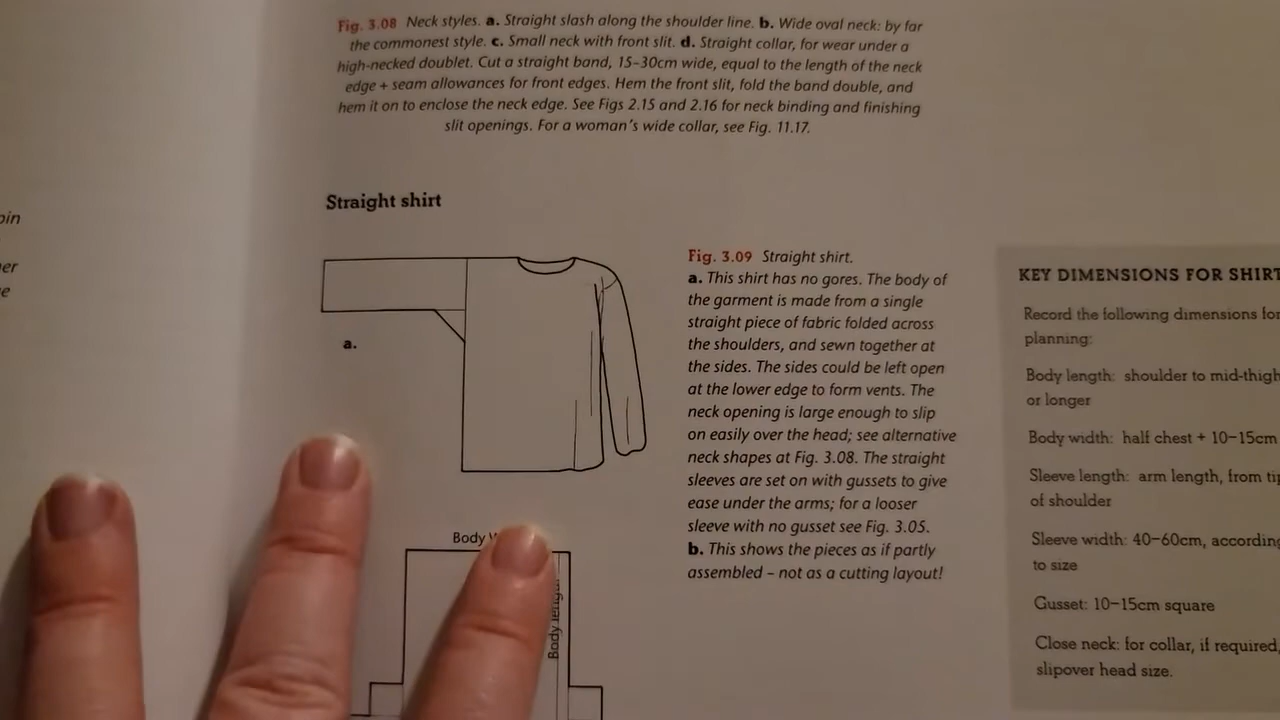 Fig. 3.08 Neck styles. a. Straight slash along the shoulder line. b. Wide oval neck: by far
the commonest style. c. Small neck with front slit. d. Straight collar, for wear under a
high-necked doublet. Cut a straight band, 15–30cm wide, equal to the length of the neck
edge + seam allowances for front edges. Hem the front slit, fold the band double, and
hem it on to enclose the neck edge. See Figs 2.15 and 2.16 for neck binding and finishing
slit openings. For a woman's wide collar, see Fig. 11.17.
Straight shirt
a.
Body
Body length
Fig. 3.09 Straight shirt.
a. This shirt has no gores. The body of
the garment is made from a single
straight piece of fabric folded across
the shoulders, and sewn together at
the sides. The sides could be left open
at the lower edge to form vents. The
neck opening is large enough to slip
on easily over the head; see alternative
neck shapes at Fig. 3.08. The straight
sleeves are set on with gussets to give
ease under the arms; for a looser
sleeve with no gusset see Fig. 3.05.
b. This shows the pieces as if partly
assembled – not as a cutting layout!
KEY DIMENSIONS FOR SHIRT
Record the following dimensions for
planning:
Body length: shoulder to mid-thigh
or longer
Body width: half chest + 10–15cm
Sleeve length: arm length, from tip
of shoulder
Sleeve width: 40–60cm, according
to size
Gusset: 10–15cm square
Close neck: for collar, if required,
slipover head size.